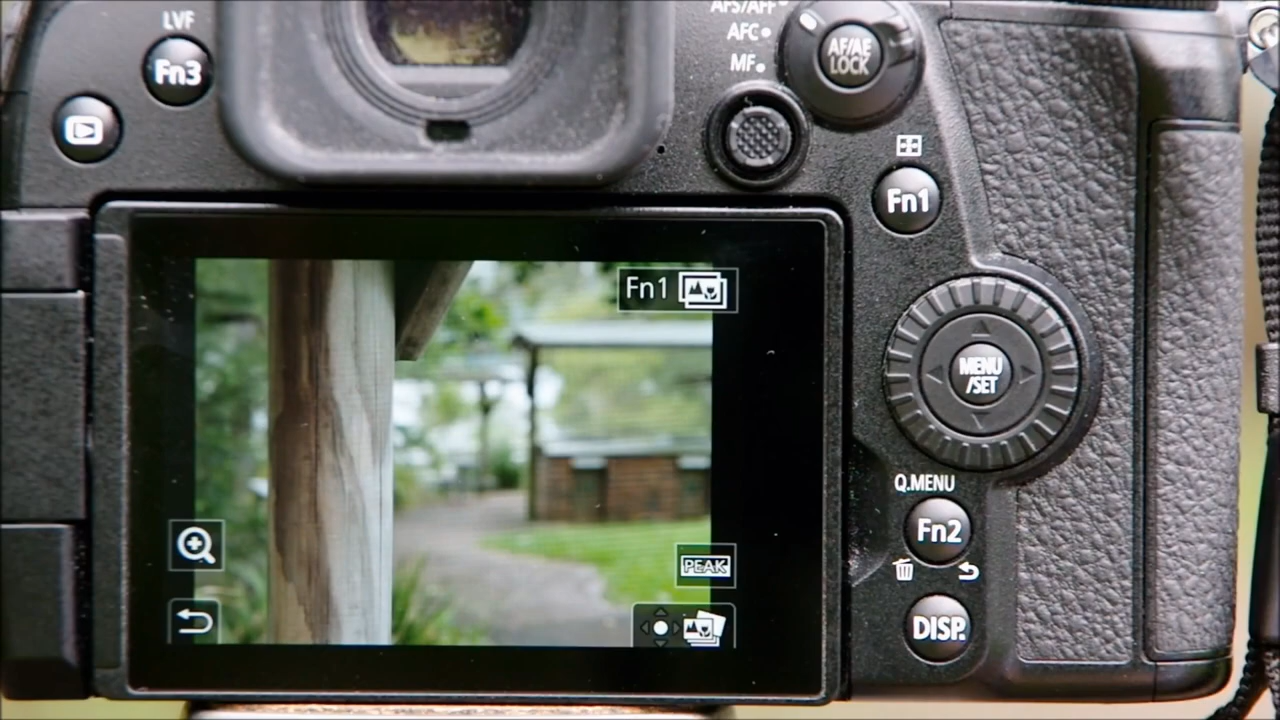 LVF
Fn3
AFS/AFF
AFC
MF
AF/AE
LOCK
Fn1
Fn1
MENU
/SET
Q.MENU
Fn2
PEAK
DISP.